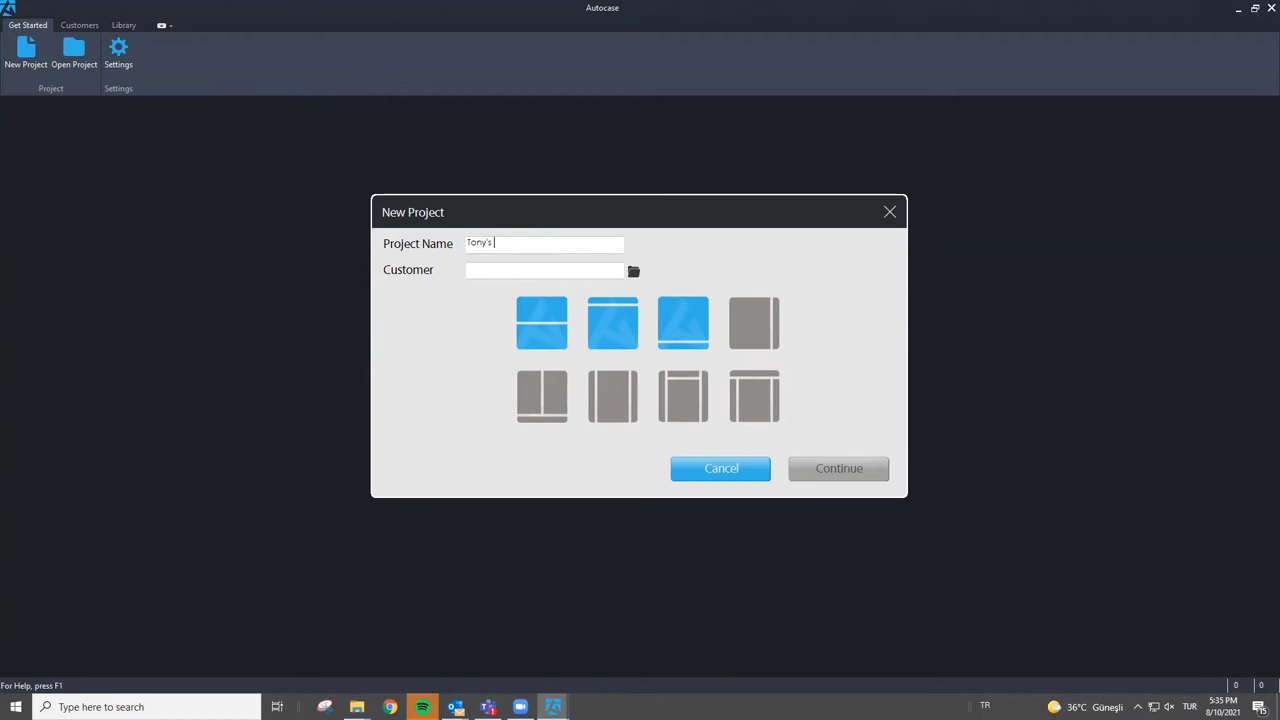 Autocase
Get Started Customers Library
New Project Open Project Settings
Project Settings
New Project
Project Name Tony's
Customer
Cancel Continue
For Help, press F1 0 0
Type here to search 1 TR 36°C Güneşli TUR 5:35 PM 15
8/10/2021